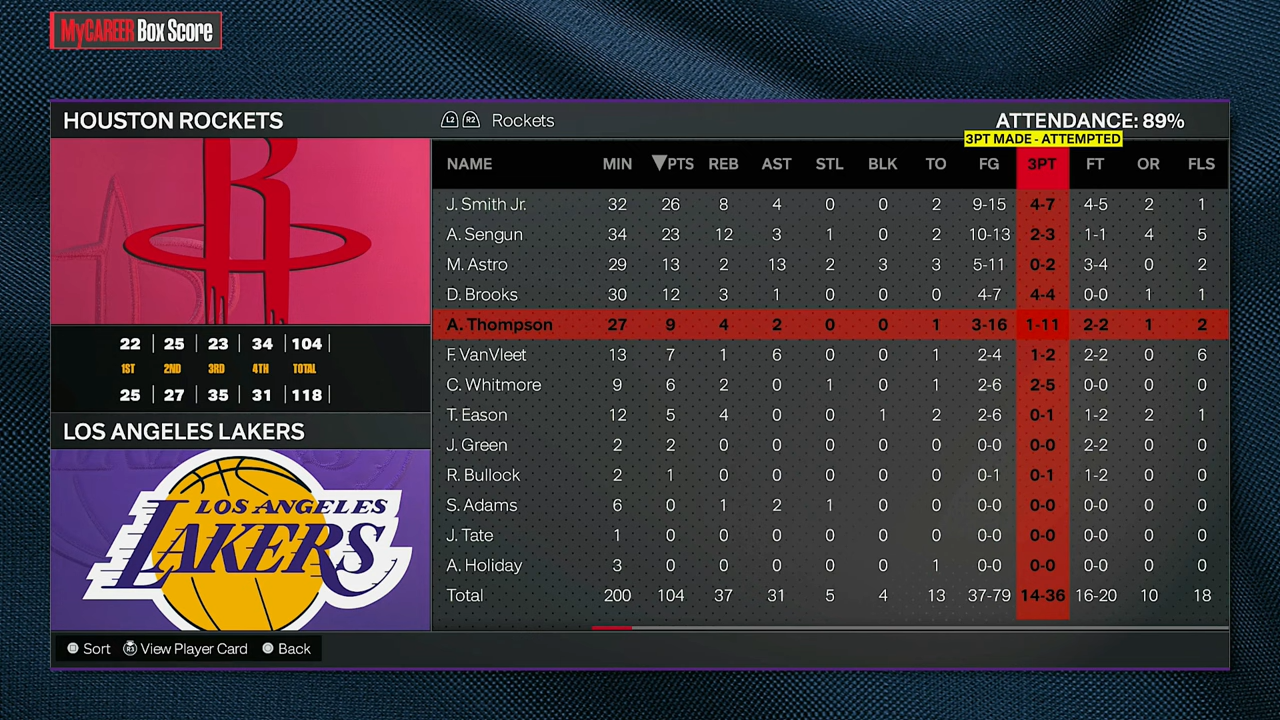 MyCAREER Box Score
HOUSTON ROCKETS
L2 R2 Rockets
ATTENDANCE: 89%
3PT MADE - ATTEMPTED
NAME MIN PTS REB AST STL BLK TO FG 3PT FT OR FLS
J. Smith Jr. 32 26 8 4 0 0 2 9-15 4-7 4-5 2 1
A. Sengun 34 23 12 3 1 0 2 10-13 2-3 1-1 4 5
M. Astro 29 13 2 13 2 3 3 5-11 0-2 3-4 0 2
D. Brooks 30 12 3 1 0 0 0 4-7 4-4 0-0 1 1
A. Thompson 27 9 4 2 0 0 1 3-16 1-11 2-2 1 2
F. VanVleet 13 7 1 6 0 0 1 2-4 1-2 2-2 0 6
C. Whitmore 9 6 2 0 1 0 1 2-6 2-5 0-0 0 0
T. Eason 12 5 4 0 0 1 2 2-6 0-1 1-2 2 1
J. Green 2 2 0 0 0 0 0 0-0 0-0 2-2 0 0
R. Bullock 2 1 0 0 0 0 0 0-1 0-1 1-2 0 0
S. Adams 6 0 1 2 1 0 0 0-0 0-0 0-0 0 0
J. Tate 1 0 0 0 0 0 0 0-0 0-0 0-0 0 0
A. Holiday 3 0 0 0 0 0 1 0-0 0-0 0-0 0 0
Total 200 104 37 31 5 4 13 37-79 14-36 16-20 10 18
22 25 23 34 104
1ST 2ND 3RD 4TH TOTAL
25 27 35 31 118
LOS ANGELES LAKERS
LOS ANGELES
LAKERS
Sort R3 View Player Card Back